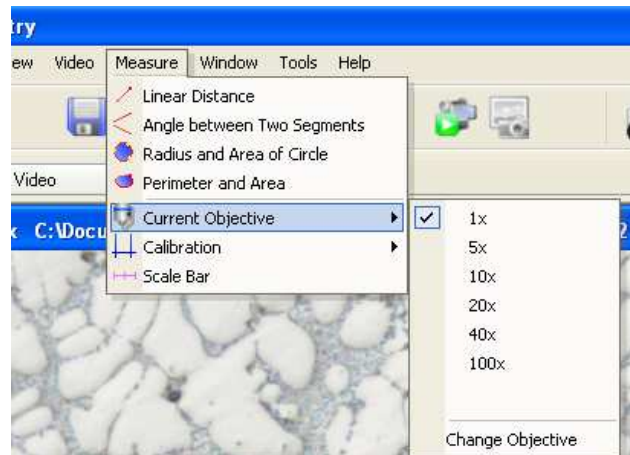 try
ew Video Measure Window Tools Help
Linear Distance
Angle between Two Segments
Radius and Area of Circle
Video
Perimeter and Area
x C:\Docu
Current Objective
1x
2
Calibration
5x
Scale Bar
10x
20x
40x
100x
Change Objective